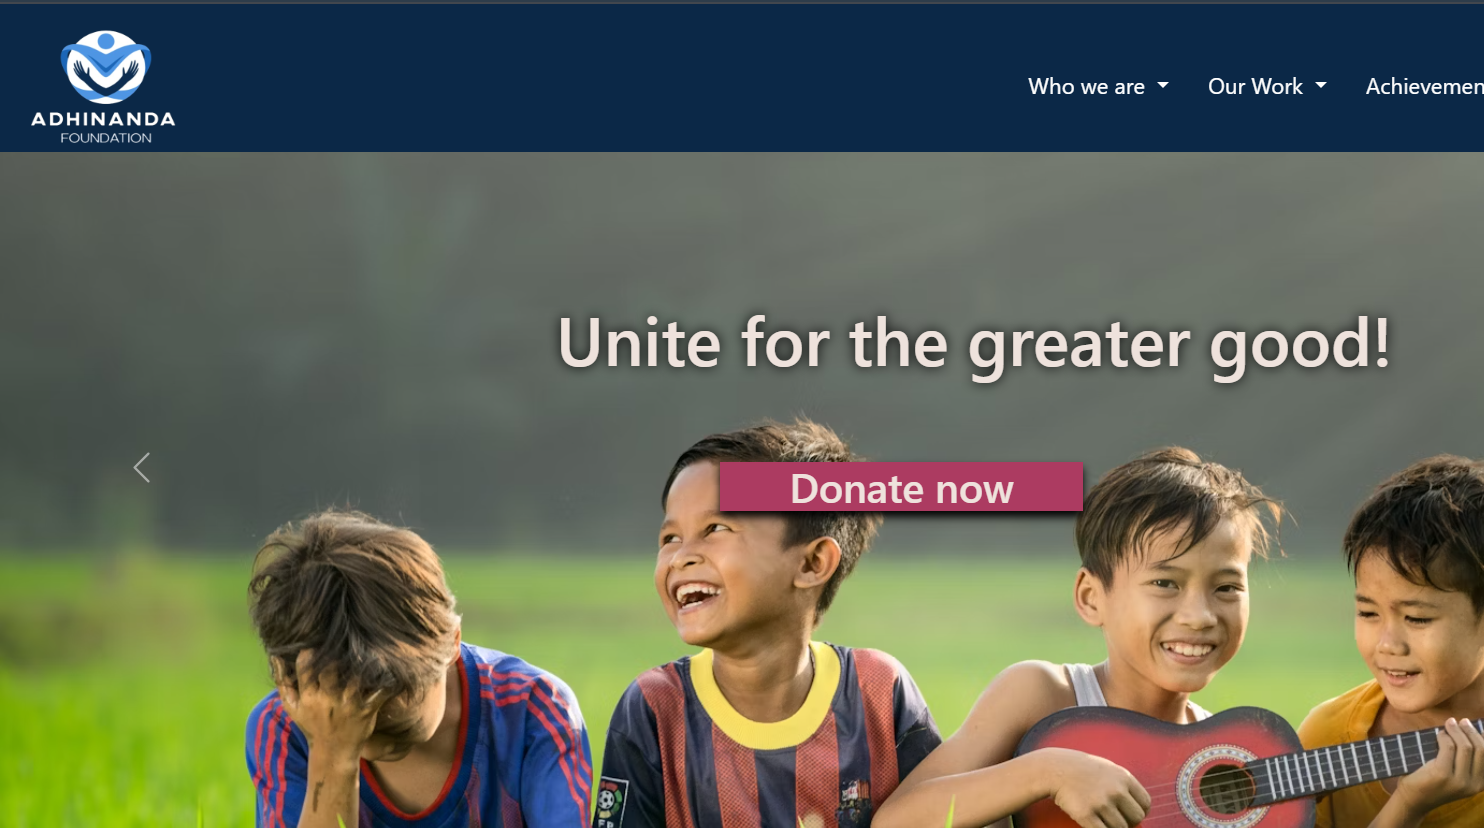 ADHINANDA
FOUNDATION
Who we are
Our Work
Achievemen
Unite for the greater good!
Donate now